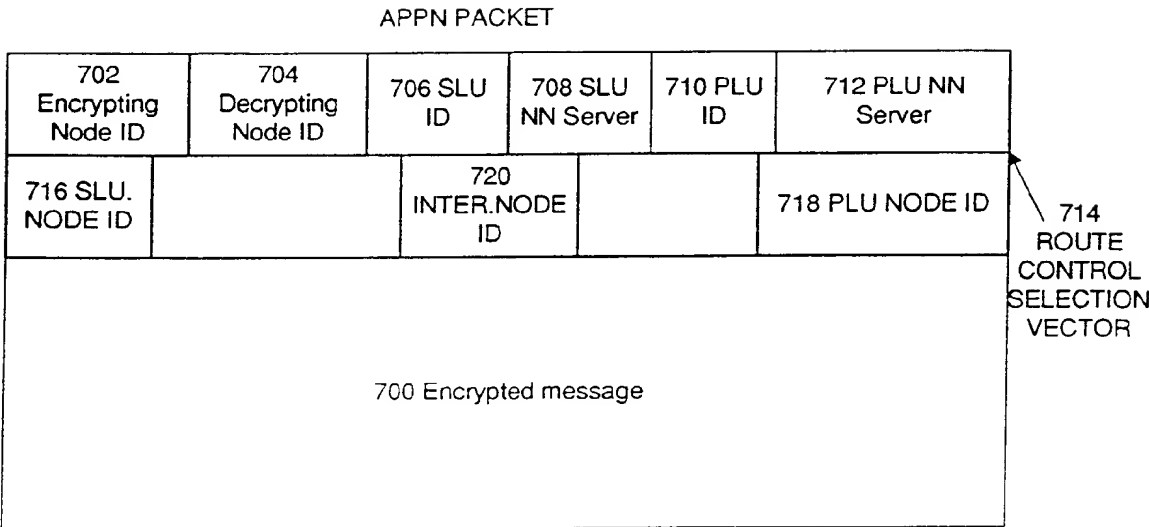 APPN PACKET
702
Encrypting
Node ID
704
Decrypting
Node ID
706 SLU
ID
708 SLU
NN Server
710 PLU
ID
712 PLU NN
Server
716 SLU.
NODE ID
720
INTER.NODE
ID
718 PLU NODE ID
714
ROUTE
CONTROL
SELECTION
VECTOR
700 Encrypted message